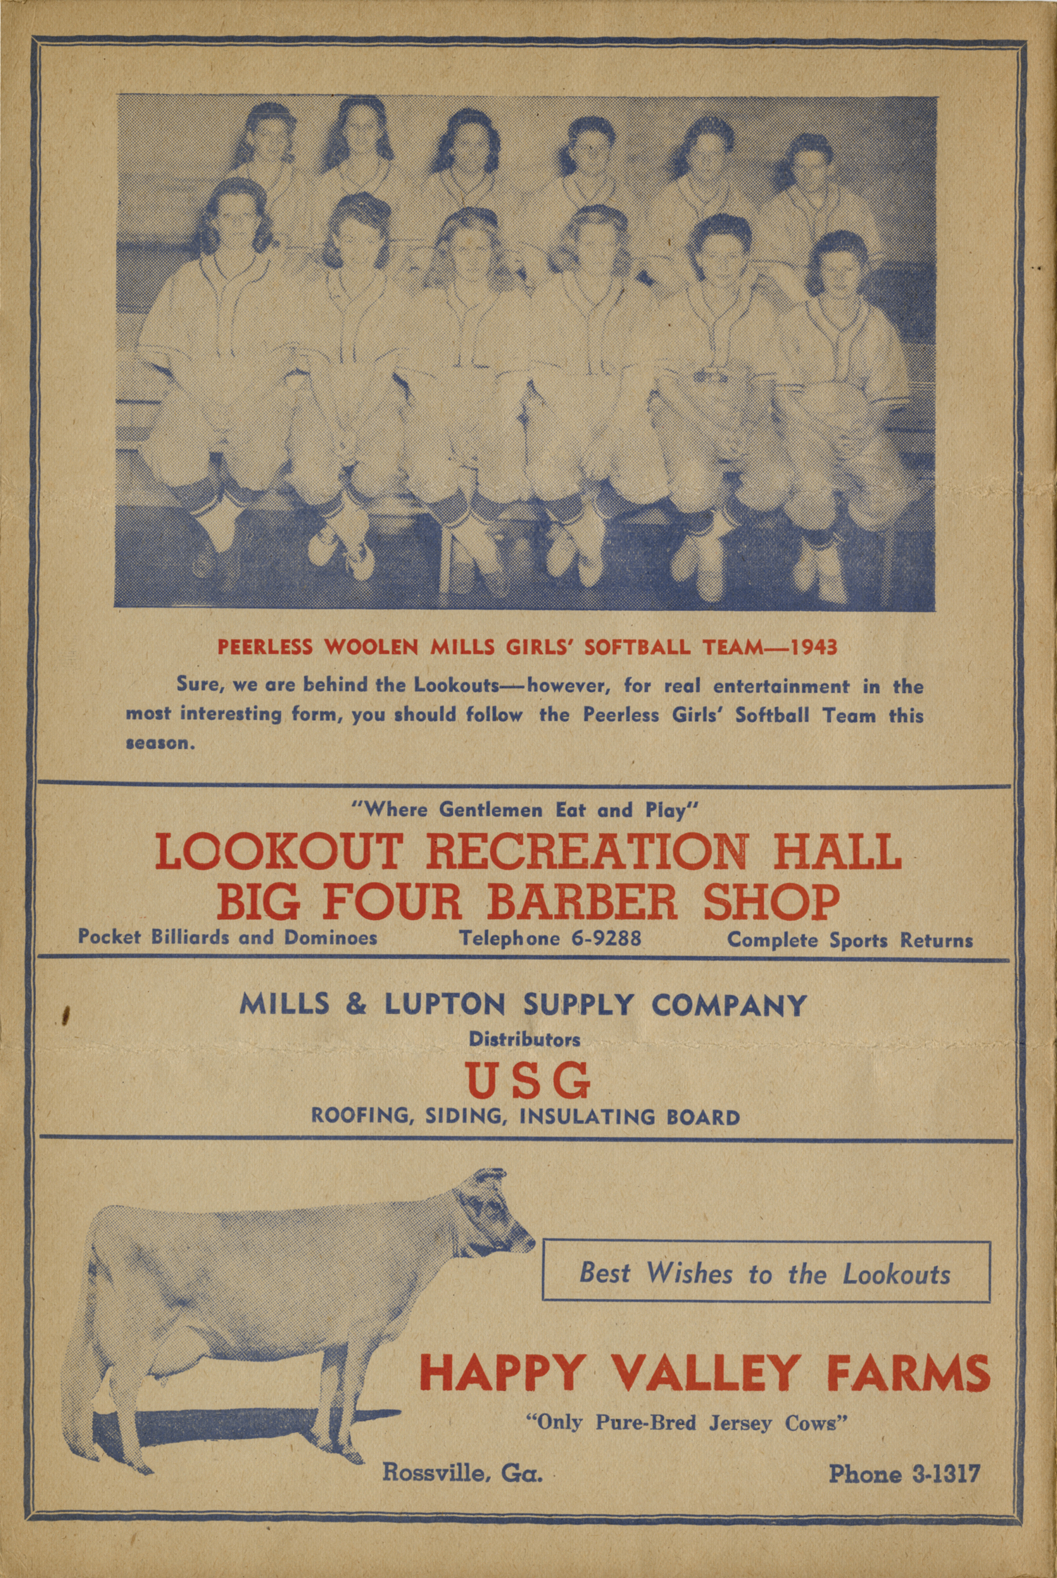 PEERLESS WOOLEN MILLS GIRLS' SOFTBALL TEAM—1943
Sure, we are behind the Lookouts—however, for real entertainment in the
most interesting form, you should follow the Peerless Girls' Softball Team this
season.
"Where Gentlemen Eat and Play"
LOOKOUT RECREATION HALL
BIG FOUR BARBER SHOP
Pocket Billiards and Dominoes Telephone 6-9288 Complete Sports Returns
MILLS & LUPTON SUPPLY COMPANY
Distributors
USG
ROOFING, SIDING, INSULATING BOARD
Best Wishes to the Lookouts
HAPPY VALLEY FARMS
"Only Pure-Bred Jersey Cows"
Rossville, Ga. Phone 3-1317